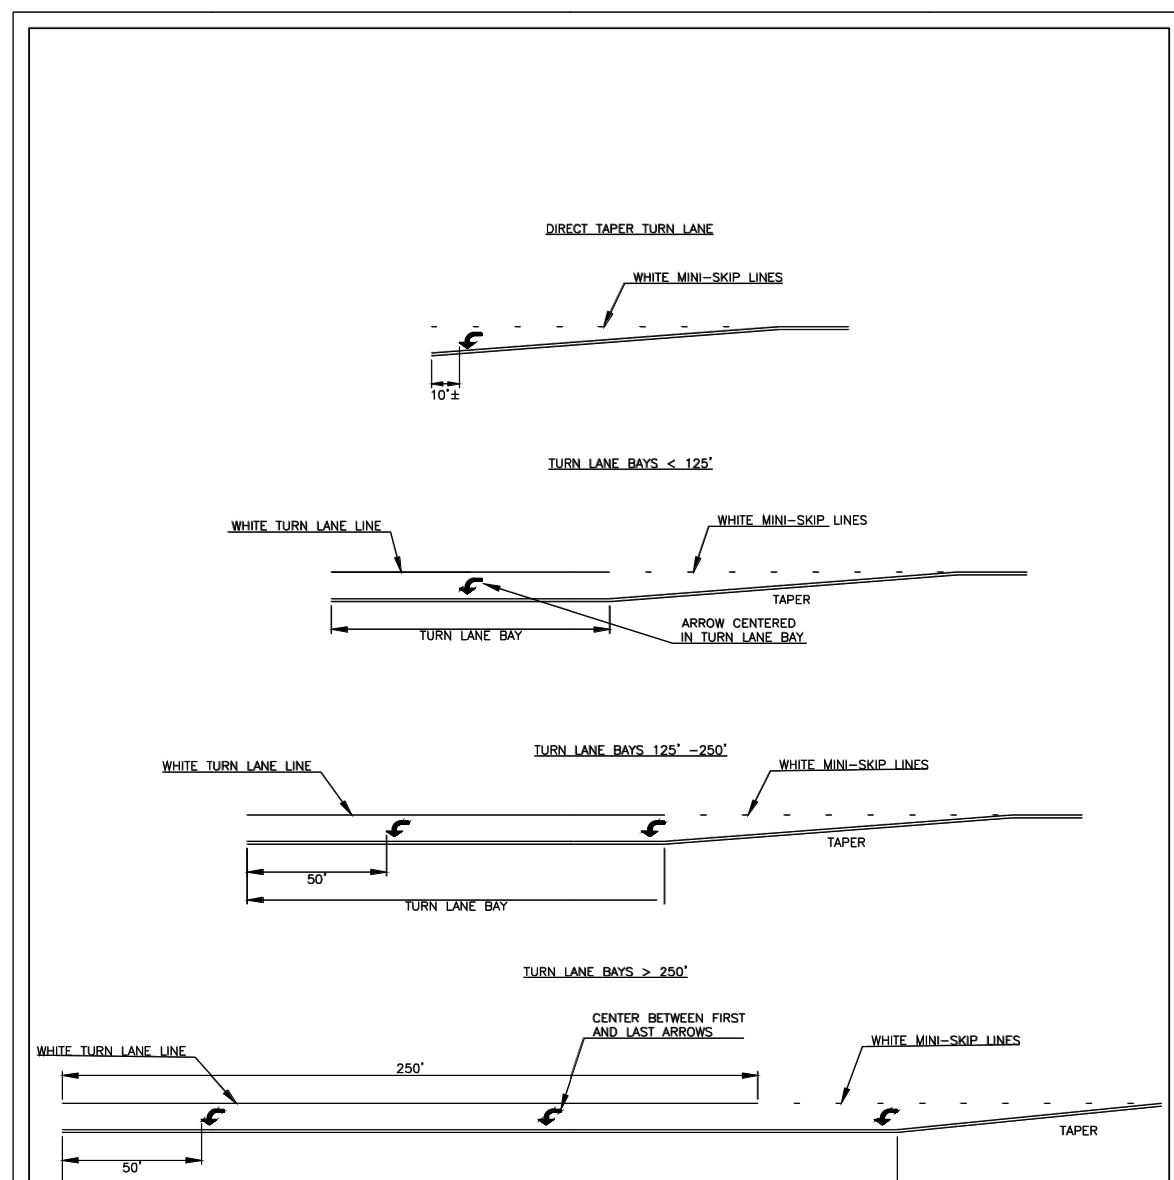 DIRECT TAPER TURN LANE
WHITE MINI-SKIP LINES
10'±
TURN LANE BAYS < 125'
WHITE TURN LANE LINE
WHITE MINI-SKIP LINES
TAPER
ARROW CENTERED
IN TURN LANE BAY
TURN LANE BAY
TURN LANE BAYS 125' -250'
WHITE TURN LANE LINE
WHITE MINI-SKIP LINES
TAPER
50'
TURN LANE BAY
TURN LANE BAYS > 250'
CENTER BETWEEN FIRST
AND LAST ARROWS
WHITE TURN LANE LINE
WHITE MINI-SKIP LINES
250'
TAPER
50'